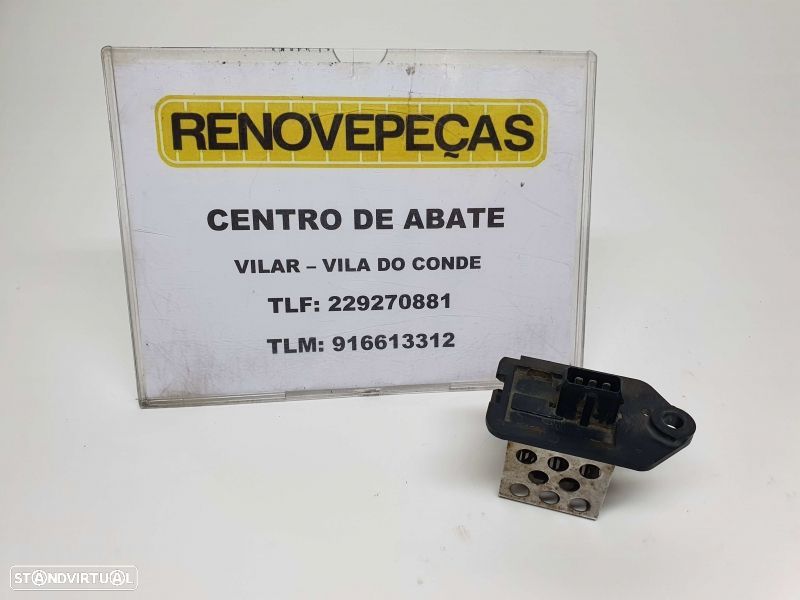 RENOVEPEÇAS
CENTRO DE ABATE
VILAR – VILA DO CONDE
TLF: 229270881
TLM: 916613312
STANDVIRTUAL